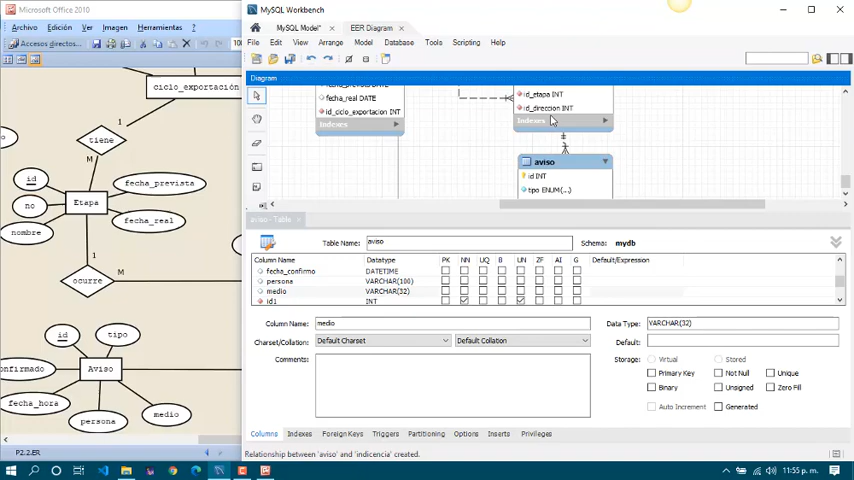 Microsoft Office 2010
Archivo Edición Ver Imagen Herramientas
Accesos directos...
ciclo_exportación
1
tiene
M
id
fecha_prevista
no
Etapa
nombre
fecha_real
1
M
ocurre
id
tipo
confirmado
Aviso
fecha_hora
persona
medio
P2.2.ER
MySQL Workbench
MySQL Model* × EER Diagram ×
File Edit View Arrange Model Database Tools Scripting Help
Diagram
fecha_real DATE
id_ciclo_exportacion INT
Indexes
id_etapa INT
id_direccion INT
Indexes
aviso
id INT
tipo ENUM(...)
aviso - Table ×
Table Name: aviso Schema: mydb
Column Name Datatype PK NN UQ B UN ZF AI G Default/Expression
fecha_confirmo DATETIME
persona VARCHAR(100)
medio VARCHAR(32)
id1 INT
Column Name: medio Data Type: VARCHAR(32)
Charset/Collation: Default Charset Default Collation Default:
Comments: Storage: Virtual Stored
Primary Key Not Null Unique
Binary Unsigned Zero Fill
Auto Increment Generated
Columns Indexes Foreign Keys Triggers Partitioning Options Inserts Privileges
Relationship between 'aviso' and 'indicencia' created.
11:55 p. m.